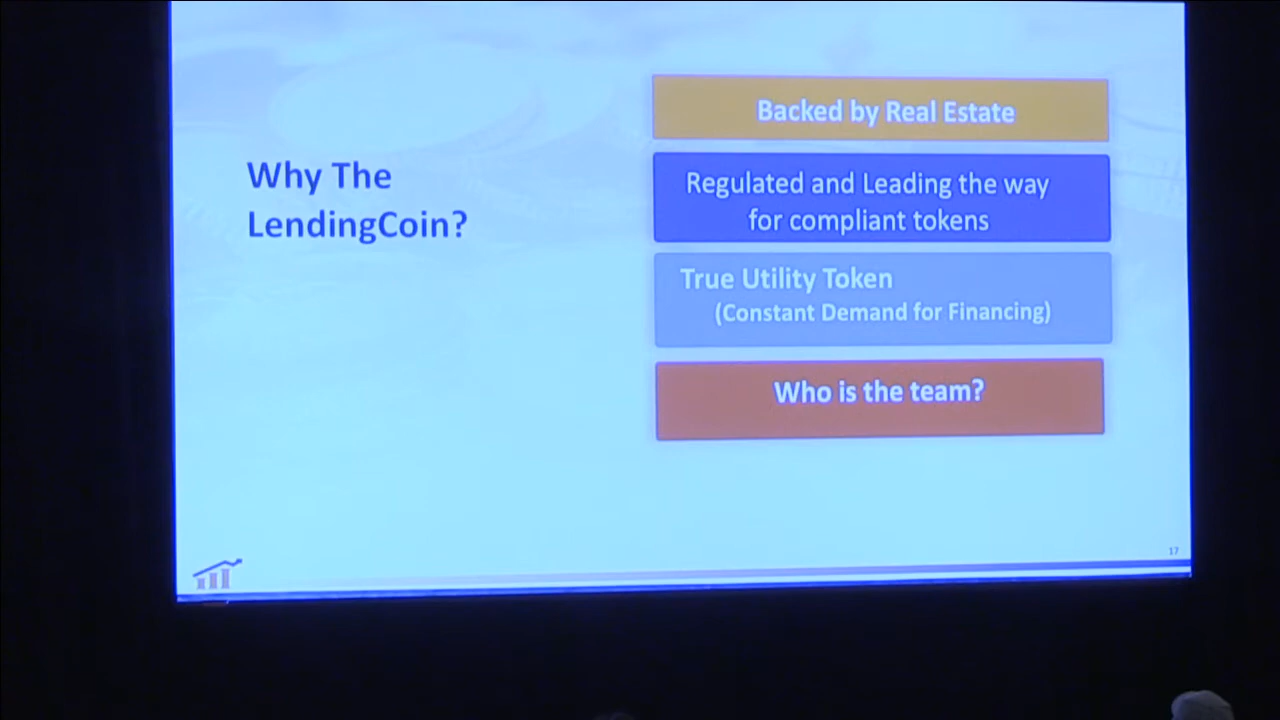 Why The
LendingCoin?
Backed by Real Estate
Regulated and Leading the way
for compliant tokens
True Utility Token
(Constant Demand for Financing)
Who is the team?
17